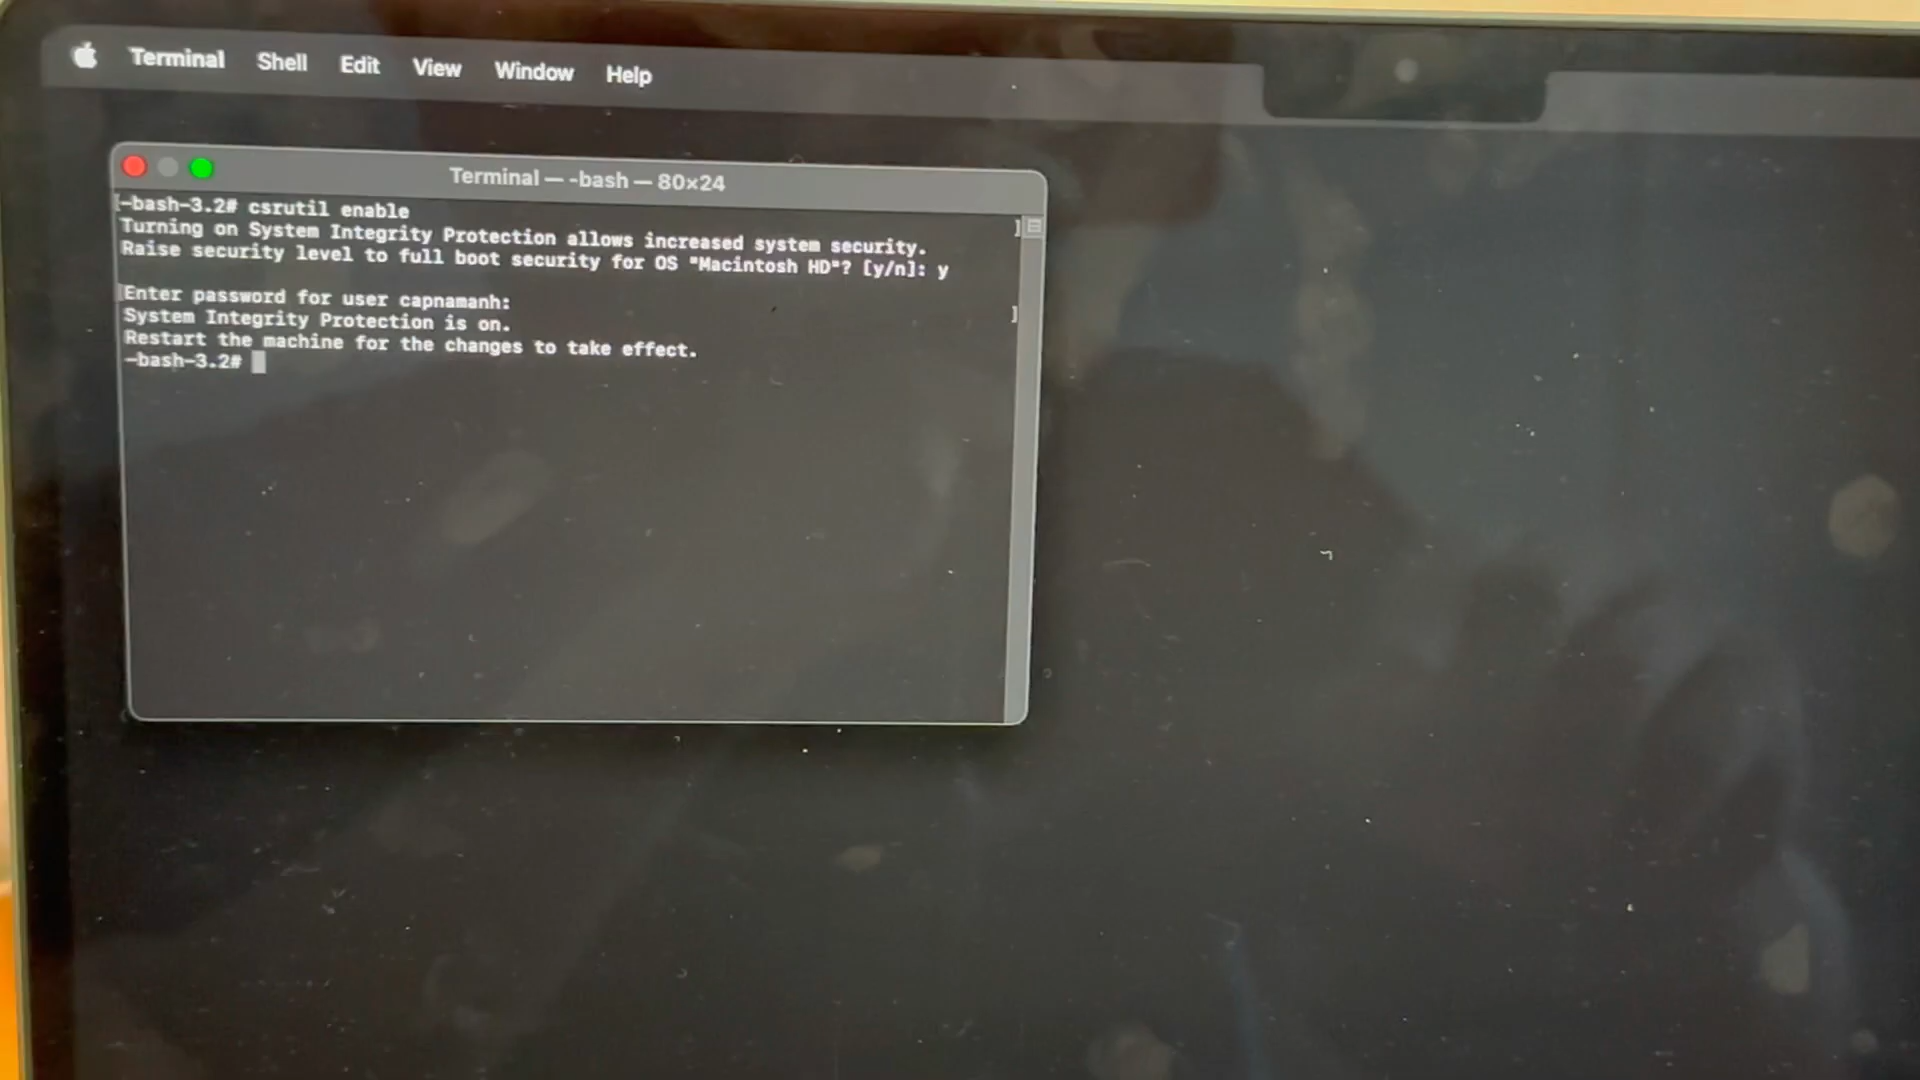 Terminal Shell Edit View Window Help
Terminal — -bash — 80×24
[-bash-3.2# csrutil enable ]
Turning on System Integrity Protection allows increased system security.
Raise security level to full boot security for OS "Macintosh HD"? [y/n]: y
[Enter password for user capnamanh: ]
System Integrity Protection is on.
Restart the machine for the changes to take effect.
-bash-3.2#